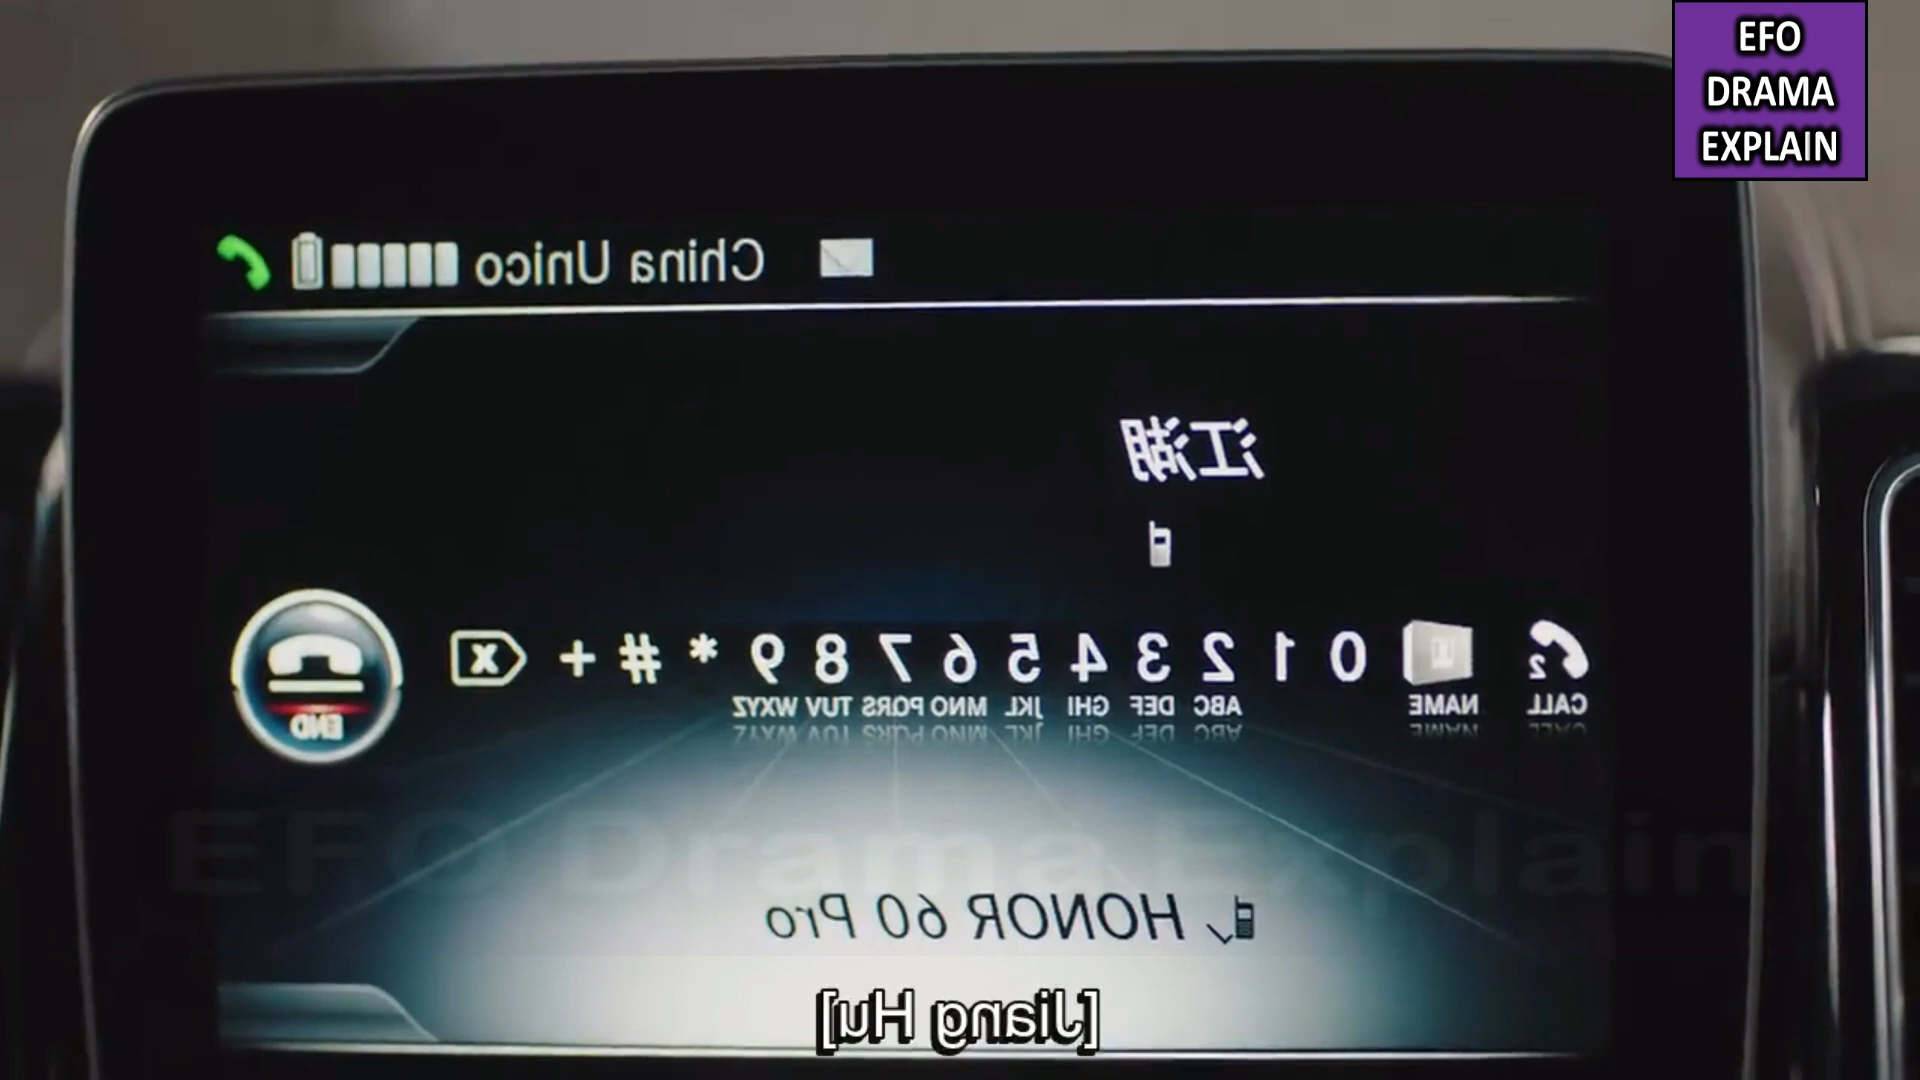 EFO
DRAMA
EXPLAIN
China Unico
江湖
CALL 2
NAME
0 1 2 3 4 5 6 7 8 9 * # +
ABC DEF GHI JKL MNO PQRS TUV WXYZ
END
EFO Drama Explain
HONOR 60 Pro
[Jiang Hu]